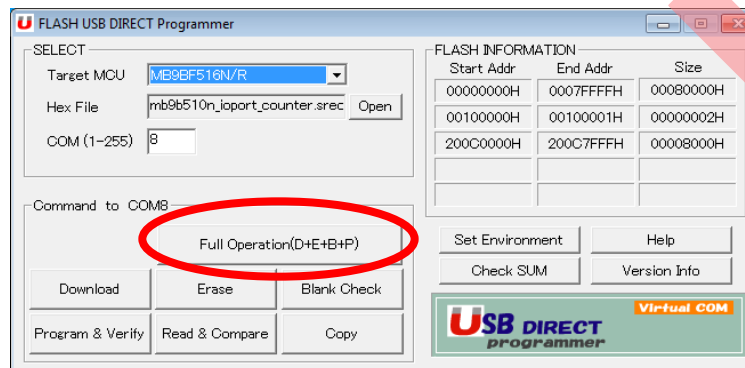 FLASH USB DIRECT Programmer
SELECT
Target MCU MB9BF516N/R
Hex File mb9b510n_ioport_counter.srec Open
COM (1-255) 8
Command to COM8
Full Operation(D+E+B+P)
Download Erase Blank Check
Program & Verify Read & Compare Copy
FLASH INFORMATION
Start Addr End Addr Size
00000000H 0007FFFFH 00080000H
00100000H 00100001H 00000002H
200C0000H 200C7FFFH 00008000H
Set Environment Help
Check SUM Version Info
Virtual COM
USB DIRECT
programmer